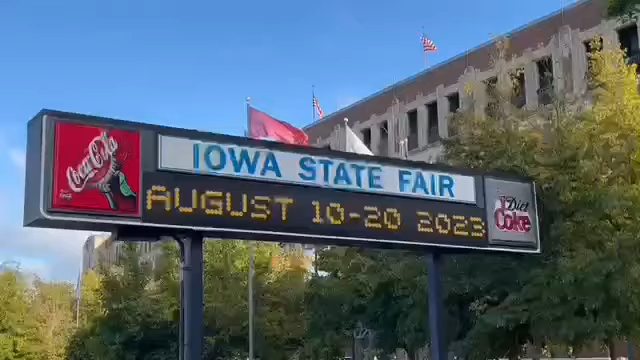 Coca-Cola
IOWA STATE FAIR
AUGUST 10-20 2023
Diet
Coke